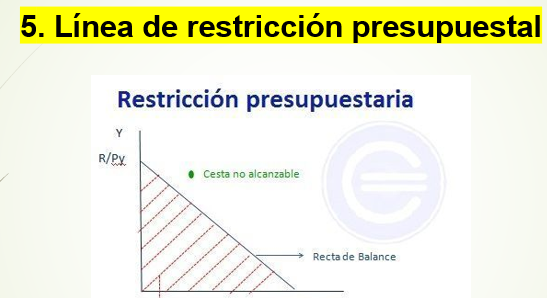 5. Línea de restricción presupuestal
Restricción presupuestaria
Y
R/Py
Cesta no alcanzable
Recta de Balance